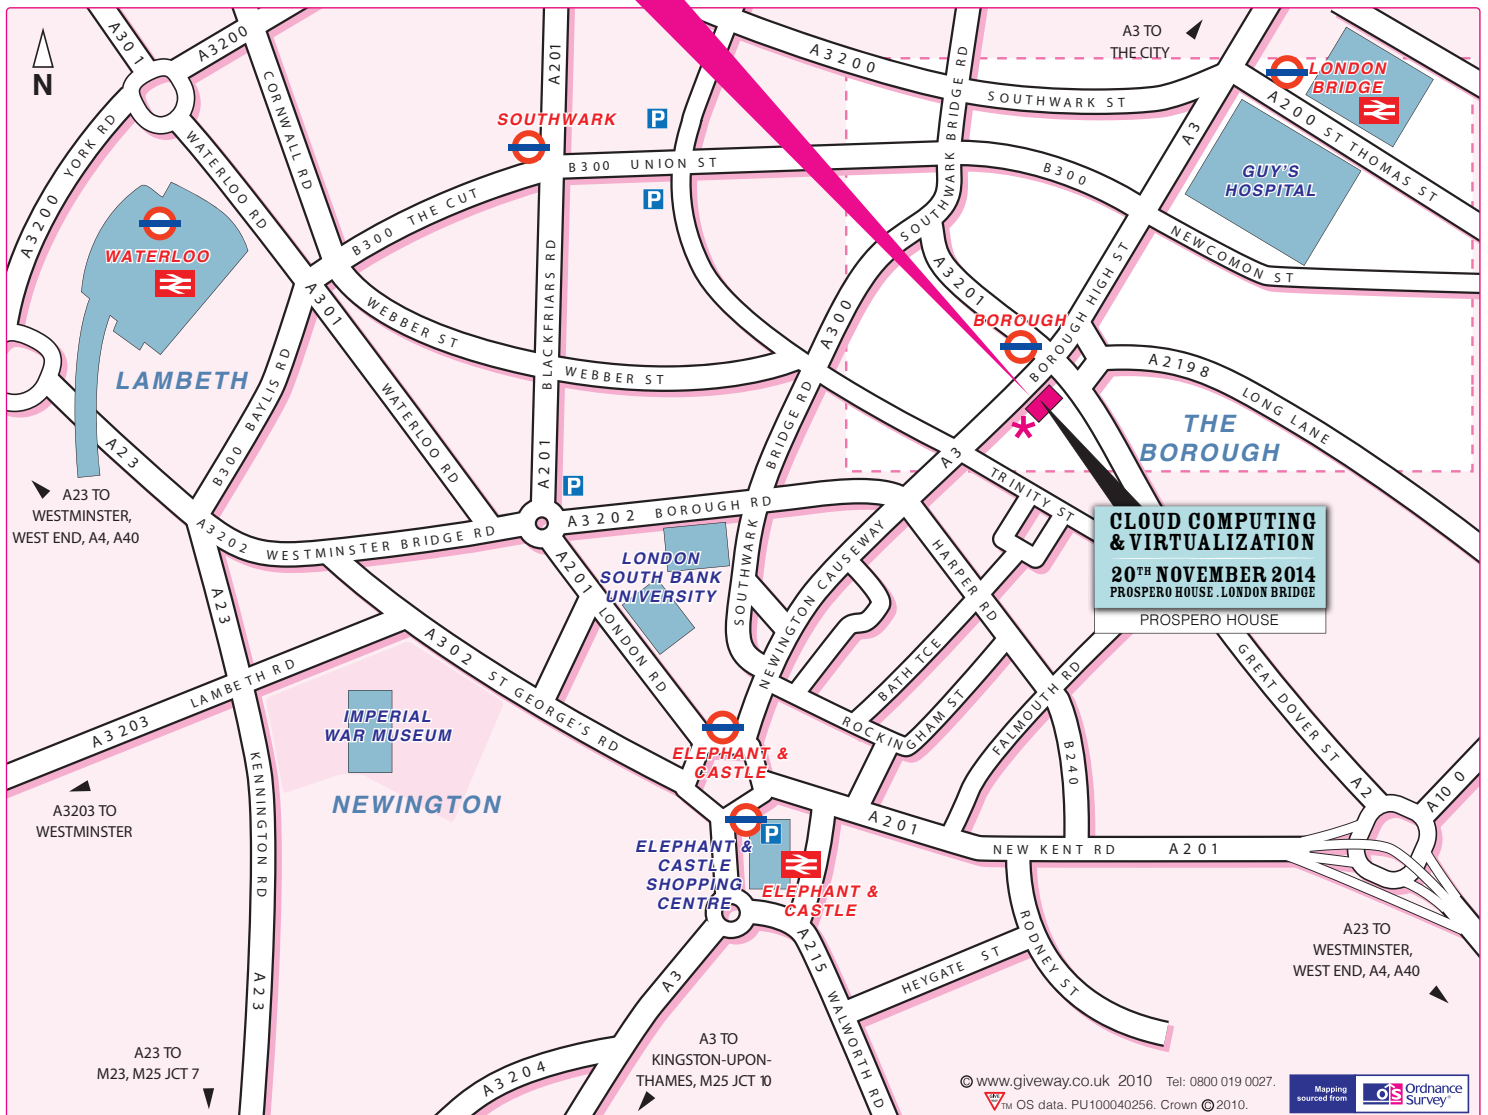 A301
A3200
CORNWALL RD
A201
A3200
SOUTHWARK BRIDGE RD
SOUTHWARK ST
A3 TO
THE CITY
LONDON
BRIDGE
A200 ST THOMAS ST
A3
N
YORK RD
A3200
WATERLOO RD
SOUTHWARK
P
B300 UNION ST
P
B300
GUY'S
HOSPITAL
NEWCOMON ST
WATERLOO
B300 THE CUT
A301
WEBBER ST
BLACKFRIARS RD
WEBBER ST
A300
A3201
BOROUGH
BOROUGH HIGH ST
A2198
LONG LANE
LAMBETH
B300 BAYLIS RD
WATERLOO RD
BRIDGE RD
THE
BOROUGH
*
A3
TRINITY ST
A23
A23 TO
WESTMINSTER,
WEST END, A4, A40
A201
P
A3202
WESTMINSTER BRIDGE RD
A3202 BOROUGH RD
CLOUD COMPUTING
& VIRTUALIZATION
20TH NOVEMBER 2014
PROSPERO HOUSE . LONDON BRIDGE
PROSPERO HOUSE
LONDON
SOUTH BANK
UNIVERSITY
SOUTHWARK
NEWINGTON CAUSEWAY
HARPER RD
A23
A201
LONDON RD
A302
ST GEORGE'S RD
A3203
LAMBETH RD
BATH TCE
ROCKINGHAM ST
FALMOUTH RD
GREAT DOVER ST
A2
A10 0
IMPERIAL
WAR MUSEUM
NEWINGTON
ELEPHANT &
CASTLE
B240
A3203 TO
WESTMINSTER
KENNINGTON RD
P
ELEPHANT &
CASTLE
SHOPPING
CENTRE
ELEPHANT &
CASTLE
A201
NEW KENT RD
A201
RODNEY ST
HEYGATE ST
A215
WALWORTH RD
A3
A23
A23 TO
WESTMINSTER,
WEST END, A4, A40
A23 TO
M23, M25 JCT 7
A3204
A3 TO
KINGSTON-UPON-
THAMES, M25 JCT 10
© www.giveway.co.uk 2010 Tel: 0800 019 0027.
GIVE
TM OS data. PU100040256. Crown © 2010.
Mapping
sourced from
OS Ordnance
Survey®